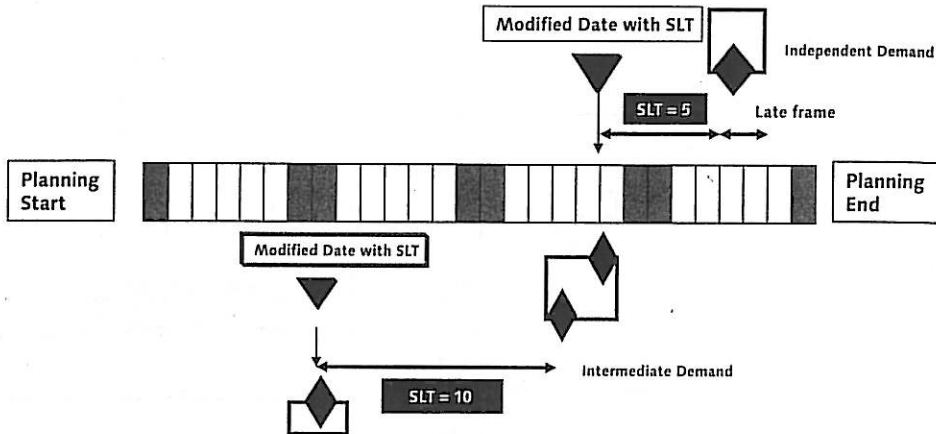 Modified Date with SLT
Independent Demand
SLT = 5
Late frame
Planning
Start
Planning
End
Modified Date with SLT
Intermediate Demand
SLT = 10